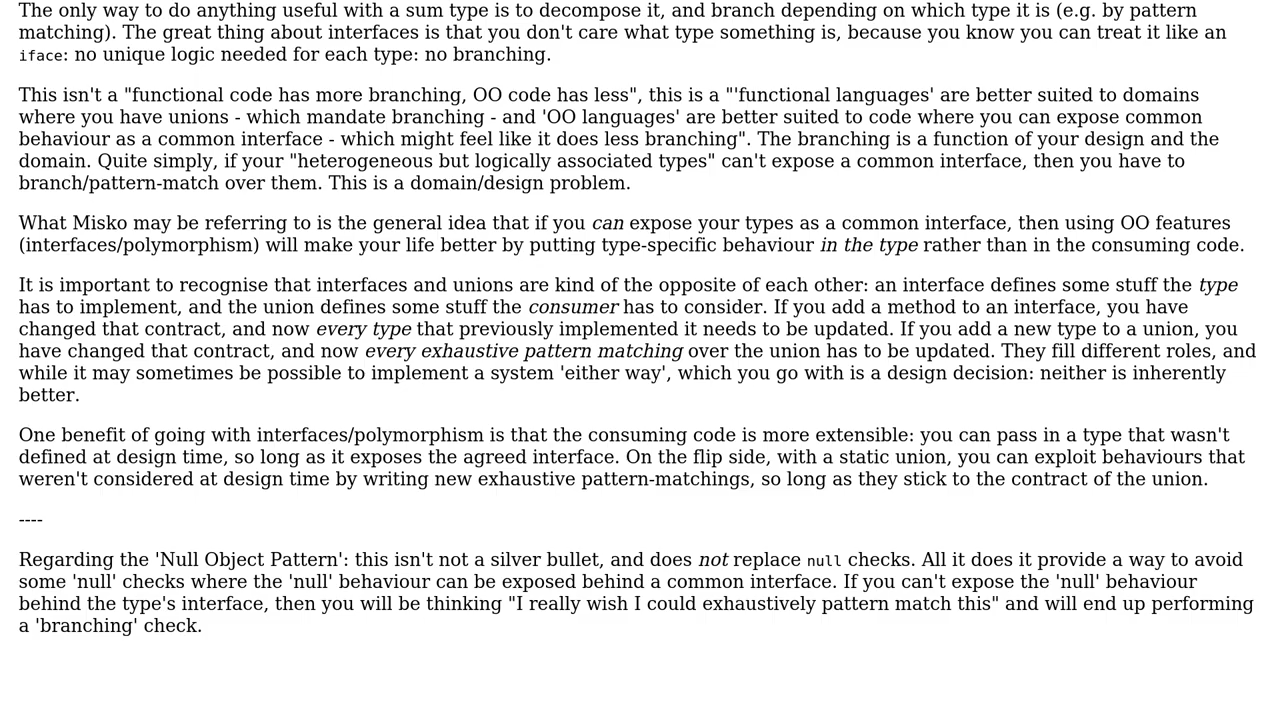 The only way to do anything useful with a sum type is to decompose it, and branch depending on which type it is (e.g. by pattern
matching). The great thing about interfaces is that you don't care what type something is, because you know you can treat it like an
iface: no unique logic needed for each type: no branching.
This isn't a "functional code has more branching, OO code has less", this is a "'functional languages' are better suited to domains
where you have unions - which mandate branching - and 'OO languages' are better suited to code where you can expose common
behaviour as a common interface - which might feel like it does less branching". The branching is a function of your design and the
domain. Quite simply, if your "heterogeneous but logically associated types" can't expose a common interface, then you have to
branch/pattern-match over them. This is a domain/design problem.
What Misko may be referring to is the general idea that if you can expose your types as a common interface, then using OO features
(interfaces/polymorphism) will make your life better by putting type-specific behaviour in the type rather than in the consuming code.
It is important to recognise that interfaces and unions are kind of the opposite of each other: an interface defines some stuff the type
has to implement, and the union defines some stuff the consumer has to consider. If you add a method to an interface, you have
changed that contract, and now every type that previously implemented it needs to be updated. If you add a new type to a union, you
have changed that contract, and now every exhaustive pattern matching over the union has to be updated. They fill different roles, and
while it may sometimes be possible to implement a system 'either way', which you go with is a design decision: neither is inherently
better.
One benefit of going with interfaces/polymorphism is that the consuming code is more extensible: you can pass in a type that wasn't
defined at design time, so long as it exposes the agreed interface. On the flip side, with a static union, you can exploit behaviours that
weren't considered at design time by writing new exhaustive pattern-matchings, so long as they stick to the contract of the union.
----
Regarding the 'Null Object Pattern': this isn't not a silver bullet, and does not replace null checks. All it does it provide a way to avoid
some 'null' checks where the 'null' behaviour can be exposed behind a common interface. If you can't expose the 'null' behaviour
behind the type's interface, then you will be thinking "I really wish I could exhaustively pattern match this" and will end up performing
a 'branching' check.